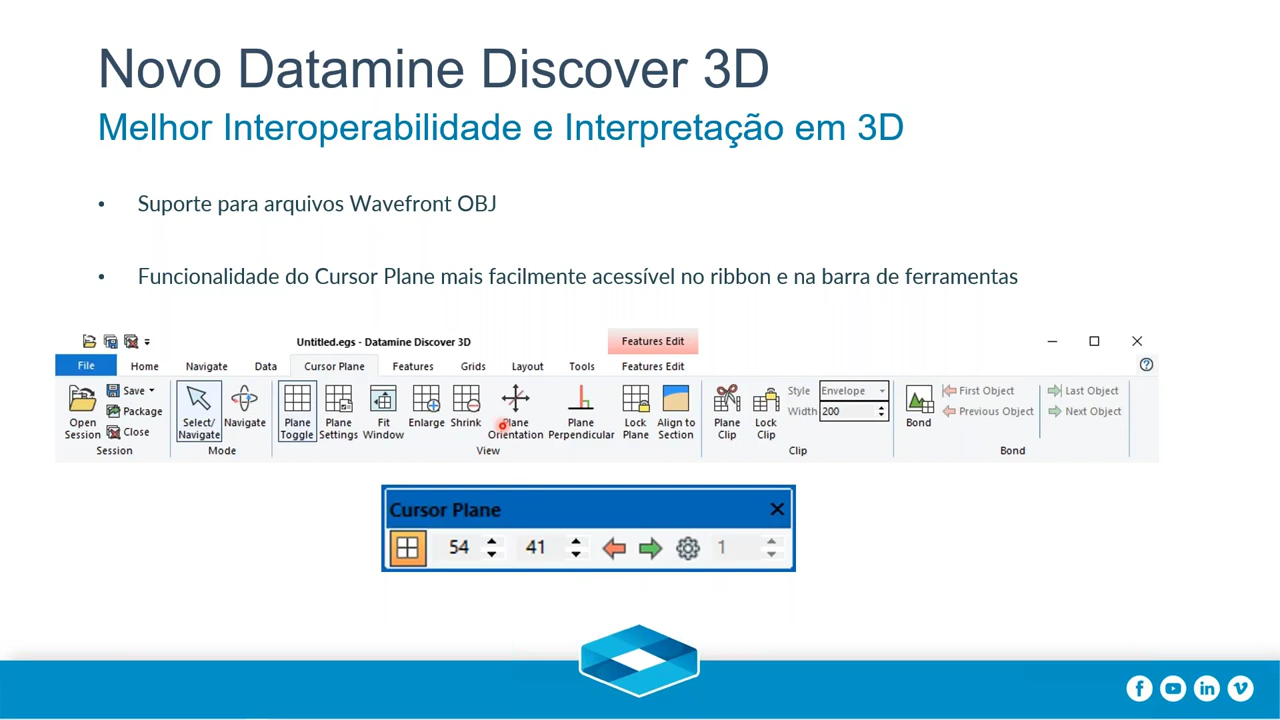 Novo Datamine Discover 3D
Melhor Interoperabilidade e Interpretação em 3D
• Suporte para arquivos Wavefront OBJ
• Funcionalidade do Cursor Plane mais facilmente acessível no ribbon e na barra de ferramentas
Untitled.egs - Datamine Discover 3D
Features Edit
File Home Navigate Data Cursor Plane Features Grids Layout Tools Features Edit
Open Session
Save
Package
Close
Session
Select/ Navigate
Navigate
Mode
Plane Toggle
Plane Settings
Fit Window
Enlarge
Shrink
Plane Orientation
Plane Perpendicular
Lock Plane
Align to Section
View
Plane Clip
Lock Clip
Style Envelope
Width 200
Clip
Bond
First Object
Previous Object
Last Object
Next Object
Bond
Cursor Plane
54 41 1